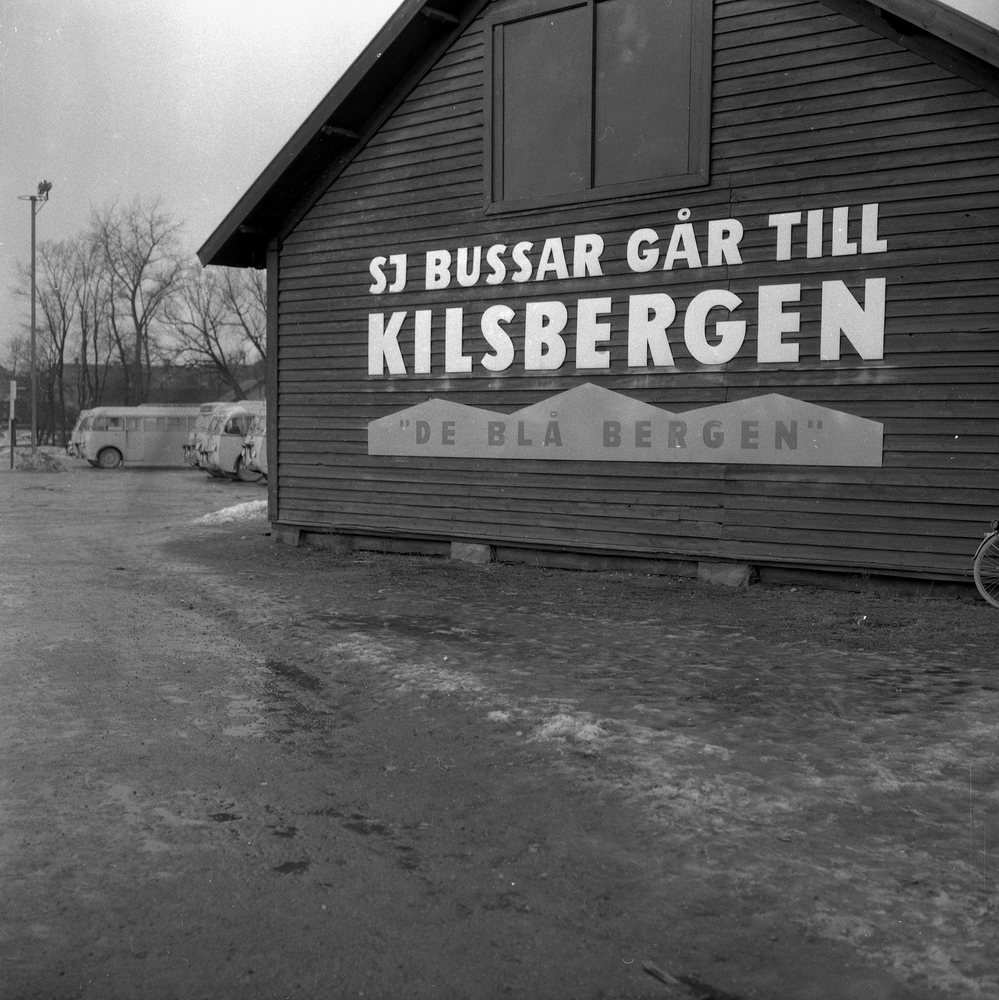 SJ BUSSAR GÅR TILL
KILSBERGEN
"DE BLÅ BERGEN"